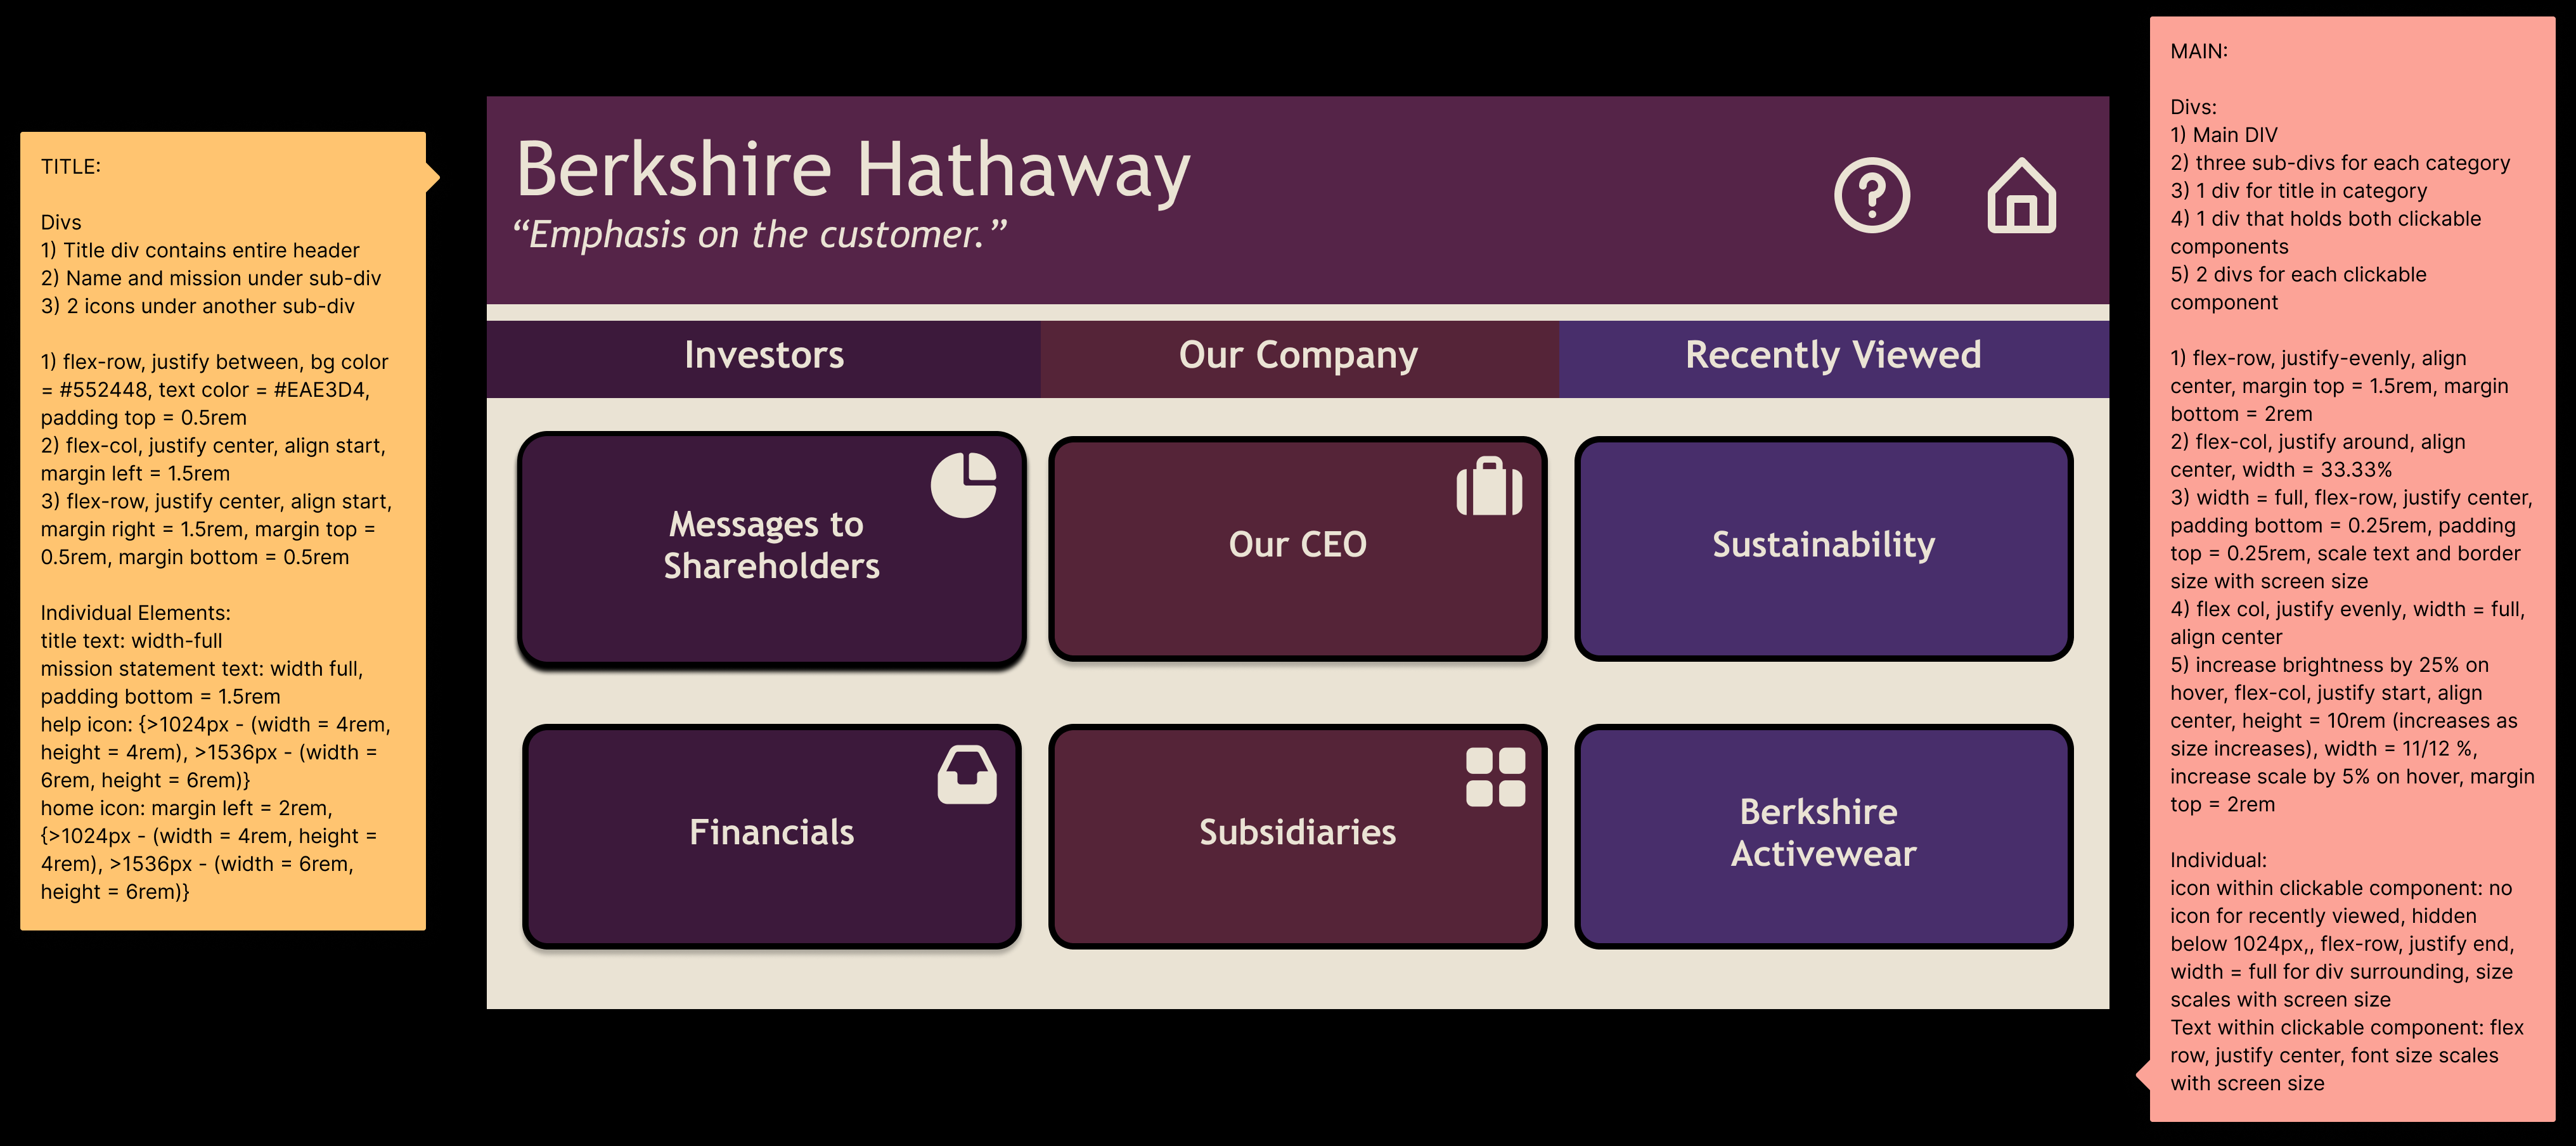 TITLE:
Divs
1) Title div contains entire header
2) Name and mission under sub-div
3) 2 icons under another sub-div
1) flex-row, justify between, bg color
= #552448, text color = #EAE3D4,
padding top = 0.5rem
2) flex-col, justify center, align start,
margin left = 1.5rem
3) flex-row, justify center, align start,
margin right = 1.5rem, margin top =
0.5rem, margin bottom = 0.5rem
Individual Elements:
title text: width-full
mission statement text: width full,
padding bottom = 1.5rem
help icon: {>1024px - (width = 4rem,
height = 4rem), >1536px - (width =
6rem, height = 6rem)}
home icon: margin left = 2rem,
{>1024px - (width = 4rem, height =
4rem), >1536px - (width = 6rem,
height = 6rem)}
Berkshire Hathaway
“Emphasis on the customer.”
Investors
Our Company
Recently Viewed
Messages to
Shareholders
Our CEO
Sustainability
Financials
Subsidiaries
Berkshire
Activewear
MAIN:
Divs:
1) Main DIV
2) three sub-divs for each category
3) 1 div for title in category
4) 1 div that holds both clickable
components
5) 2 divs for each clickable
component
1) flex-row, justify-evenly, align
center, margin top = 1.5rem, margin
bottom = 2rem
2) flex-col, justify around, align
center, width = 33.33%
3) width = full, flex-row, justify center,
padding bottom = 0.25rem, padding
top = 0.25rem, scale text and border
size with screen size
4) flex col, justify evenly, width = full,
align center
5) increase brightness by 25% on
hover, flex-col, justify start, align
center, height = 10rem (increases as
size increases), width = 11/12 %,
increase scale by 5% on hover, margin
top = 2rem
Individual:
icon within clickable component: no
icon for recently viewed, hidden
below 1024px,, flex-row, justify end,
width = full for div surrounding, size
scales with screen size
Text within clickable component: flex
row, justify center, font size scales
with screen size